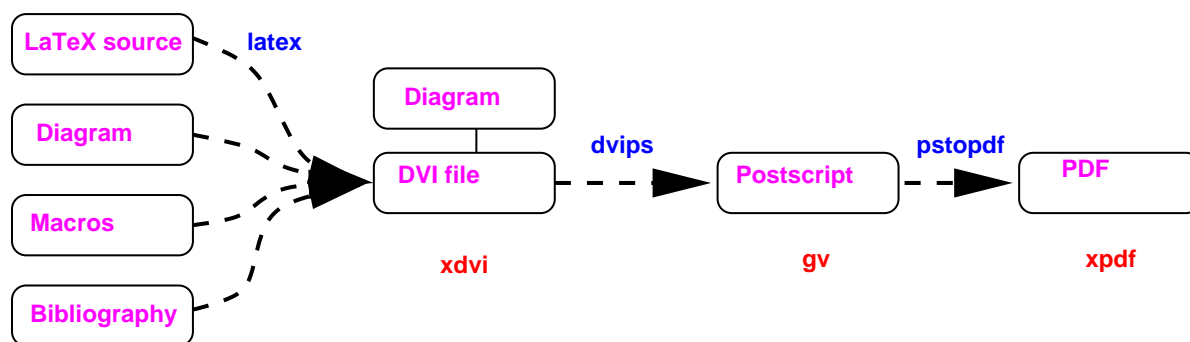 LaTeX source
latex
Diagram
Diagram
dvips
pstopdf
DVI file
Postscript
PDF
Macros
xdvi
gv
xpdf
Bibliography